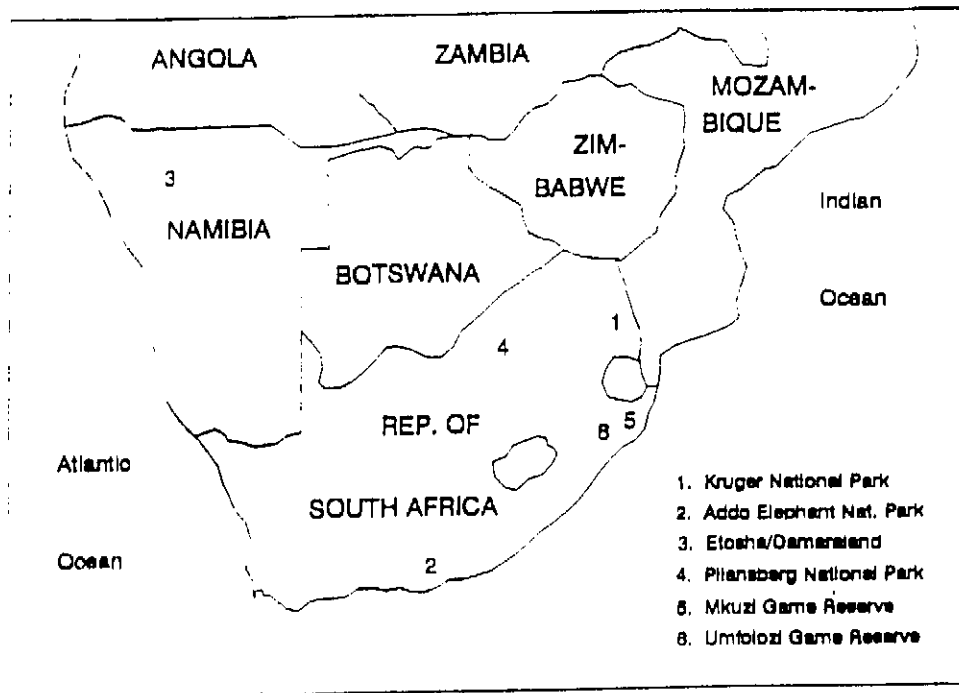 ANGOLA
ZAMBIA
MOZAM-
BIQUE
ZIM-
BABWE
3
NAMIBIA
Indian
BOTSWANA
Ocean
1
4
REP. OF
5
6
Atlantic
SOUTH AFRICA
Ocean
2
1. Kruger National Park
2. Addo Elephant Nat. Park
3. Etosha/Damaraland
4. Pilansberg National Park
5. Mkuzi Game Reserve
6. Umfolozi Game Reserve